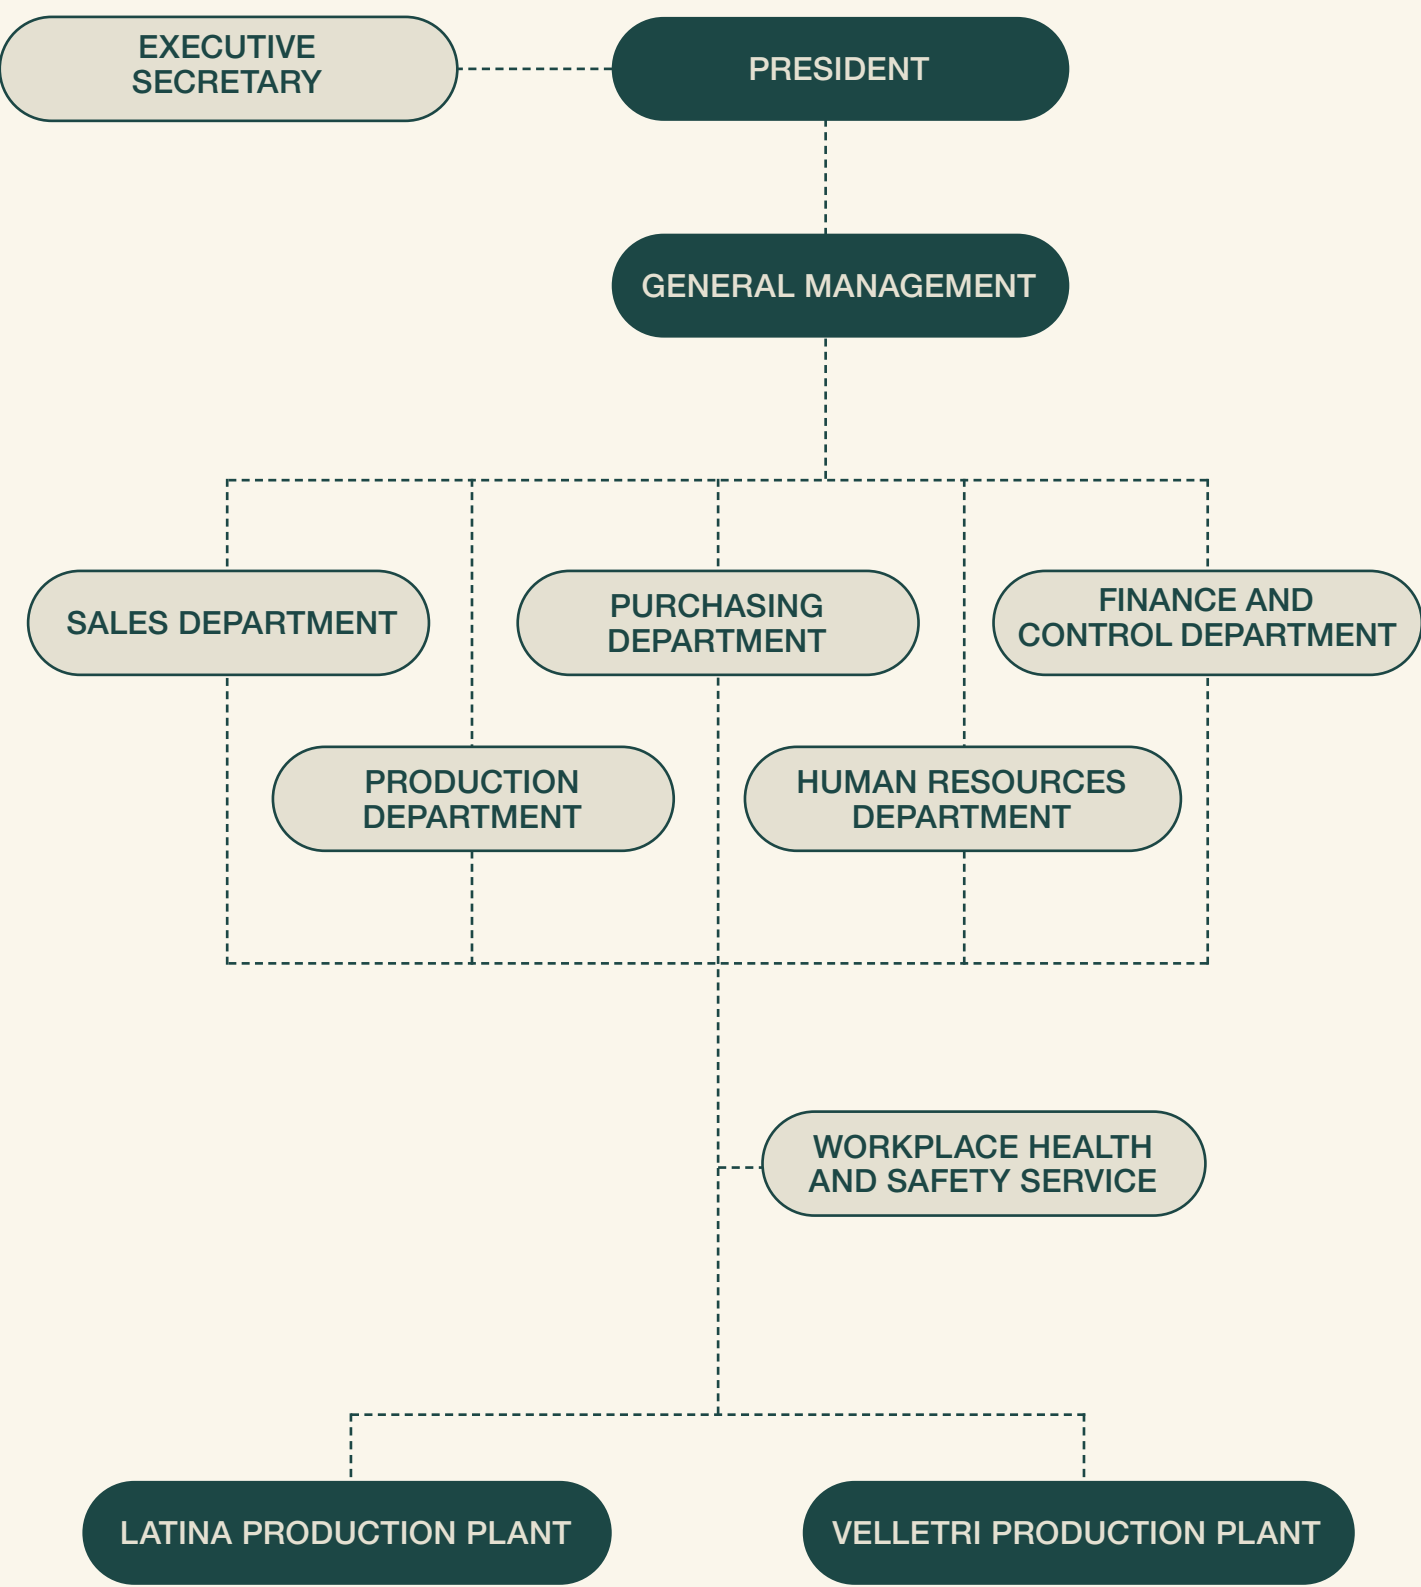 EXECUTIVE
SECRETARY
PRESIDENT
GENERAL MANAGEMENT
SALES DEPARTMENT
PURCHASING
DEPARTMENT
FINANCE AND
CONTROL DEPARTMENT
PRODUCTION
DEPARTMENT
HUMAN RESOURCES
DEPARTMENT
WORKPLACE HEALTH
AND SAFETY SERVICE
LATINA PRODUCTION PLANT
VELLETRI PRODUCTION PLANT